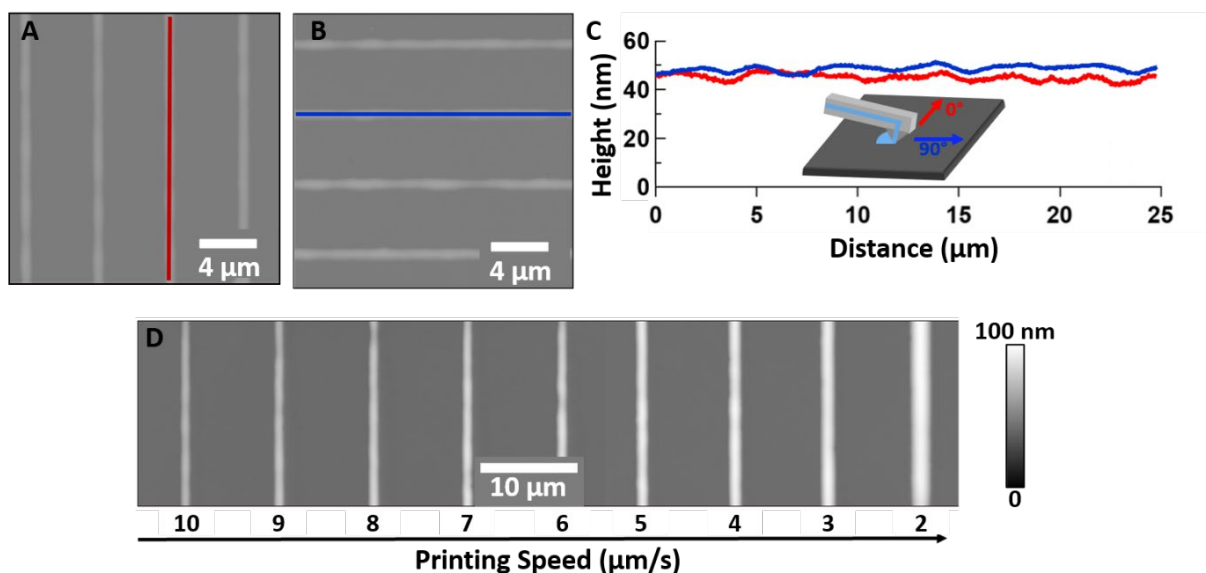 A
4 µm
B
4 µm
C
Height (nm)
60
40
20
0
0°
90°
0 5 10 15 20 25
Distance (µm)
D
10 µm
100 nm
0
10 9 8 7 6 5 4 3 2
Printing Speed (µm/s)